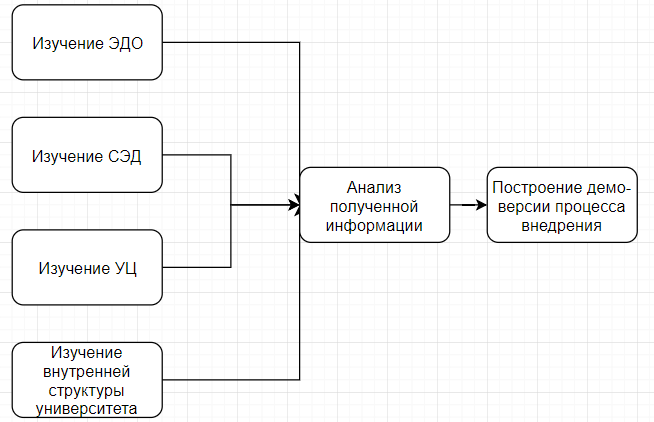 Изучение ЭДО
Изучение СЭД
Изучение УЦ
Изучение
внутренней
структуры
университета
Анализ
полученной
информации
Построение демо-
версии процесса
внедрения